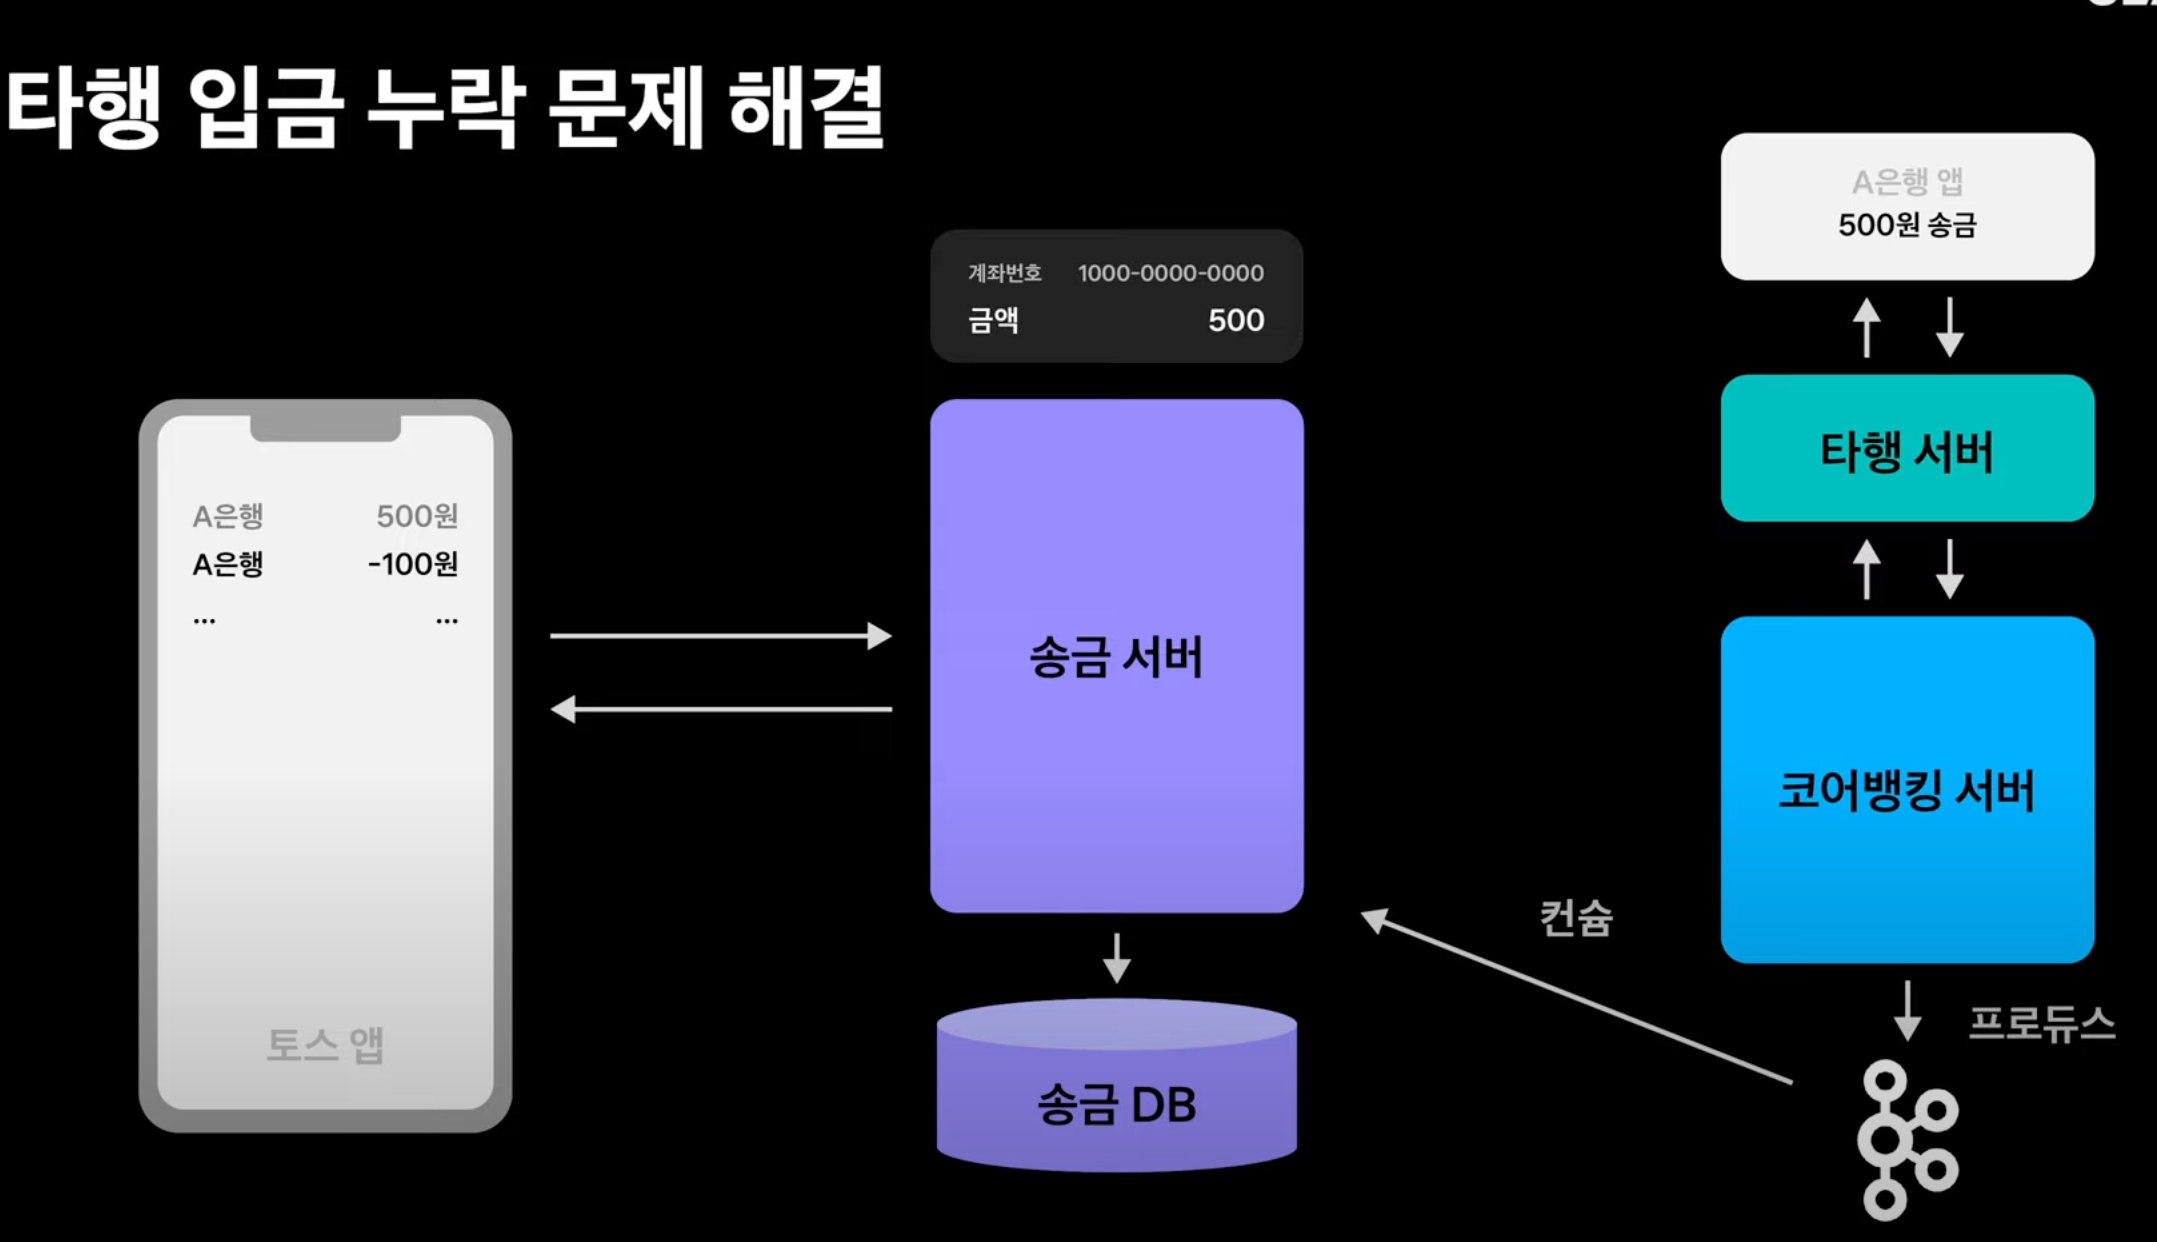 타행 입금 누락 문제 해결
A은행 앱
500원 송금
계좌번호 1000-0000-0000
금액 500
타행 서버
A은행 500원
A은행 -100원
... ...
송금 서버
코어뱅킹 서버
컨슘
프로듀스
토스 앱
송금 DB